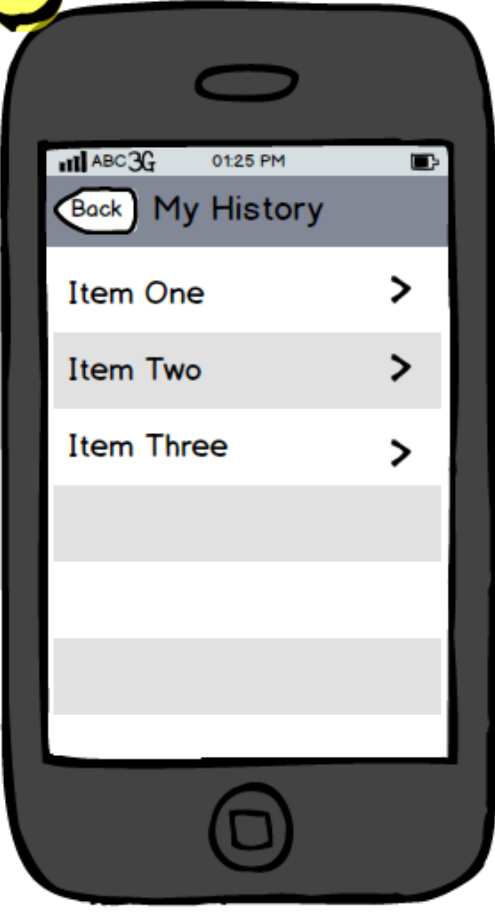 ABC 3G 01:25 PM
Back My History
Item One >
Item Two >
Item Three >